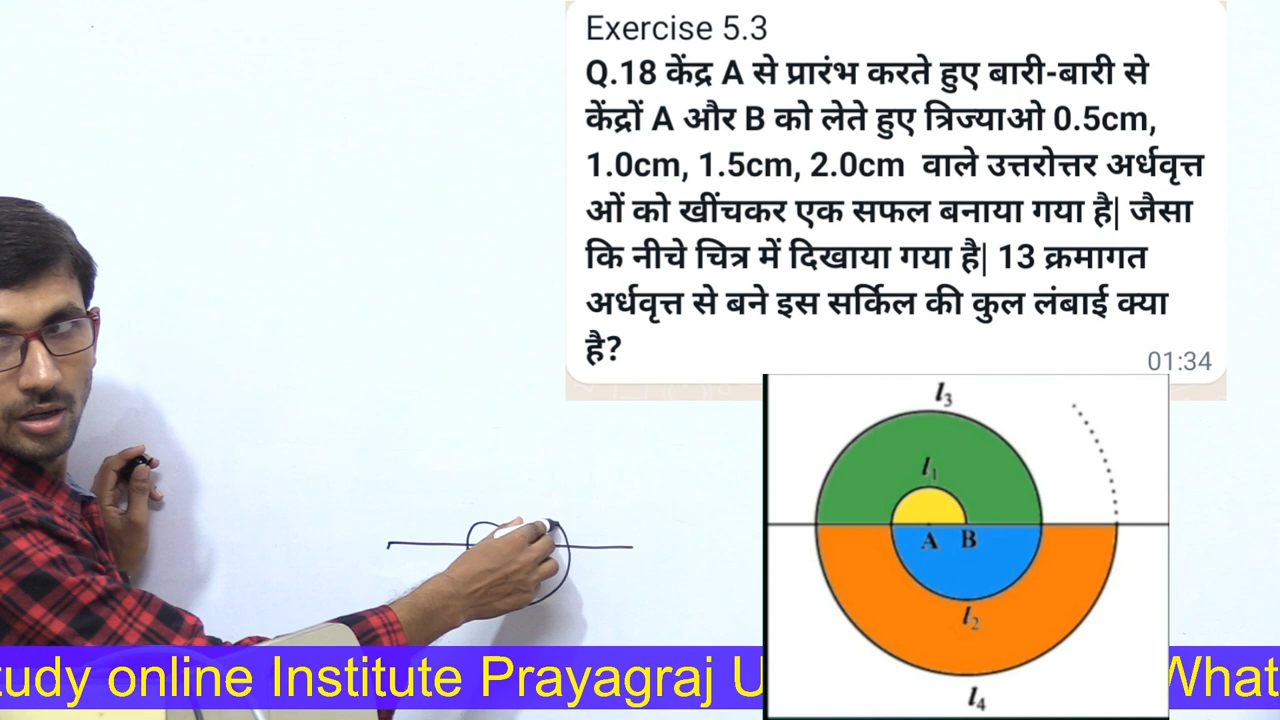 Exercise 5.3
Q.18 केंद्र A से प्रारंभ करते हुए बारी-बारी से
केंद्रों A और B को लेते हुए त्रिज्याओ 0.5cm,
1.0cm, 1.5cm, 2.0cm वाले उत्तरोत्तर अर्धवृत्त
ओं को खींचकर एक सफल बनाया गया है| जैसा
कि नीचे चित्र में दिखाया गया है| 13 क्रमागत
अर्धवृत्त से बने इस सर्किल की कुल लंबाई क्या
है?
01:34
l3
l1
A B
l2
l4
tudy online Institute Prayagraj U
What